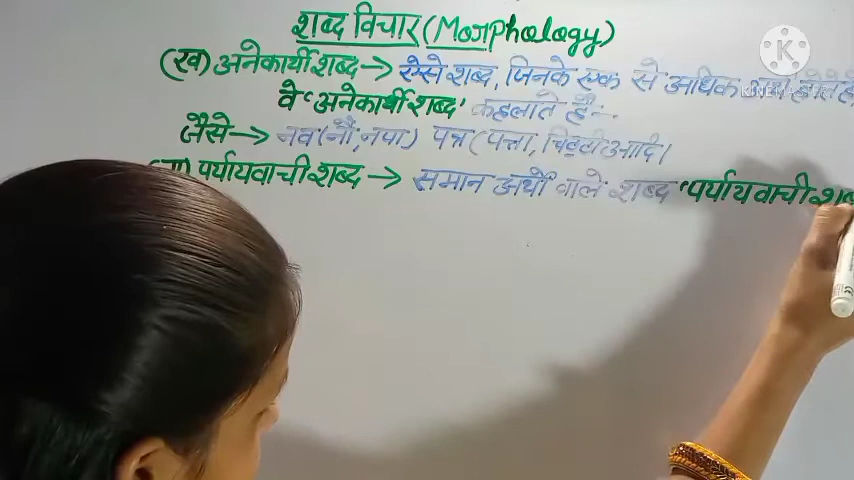 शब्द विचार (Morphology)
(ख) अनेकार्थी शब्द → ऐसे शब्द, जिनके एक से अधिक अर्थ होते है
वे 'अनेकार्थी शब्द' कहलाते हैं:-
जैसे → नव (नौ, नया) पत्र (पत्ता, चिट्ठी आदि।
(ग) पर्यायवाची शब्द → समान अर्थों वाले शब्द 'पर्यायवाची
KINEMASTER